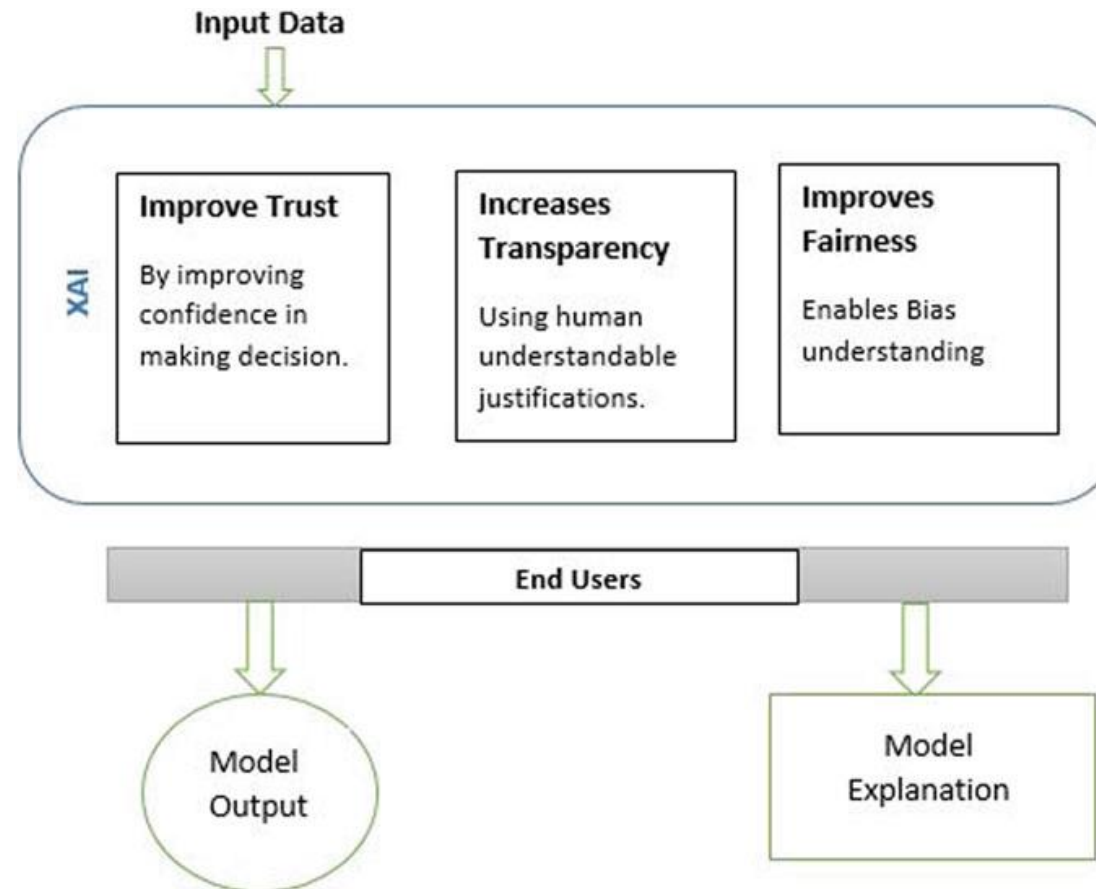 Input Data
XAI
Improve Trust
By improving
confidence in
making decision.
Increases
Transparency
Using human
understandable
justifications.
Improves
Fairness
Enables Bias
understanding
End Users
Model
Output
Model
Explanation